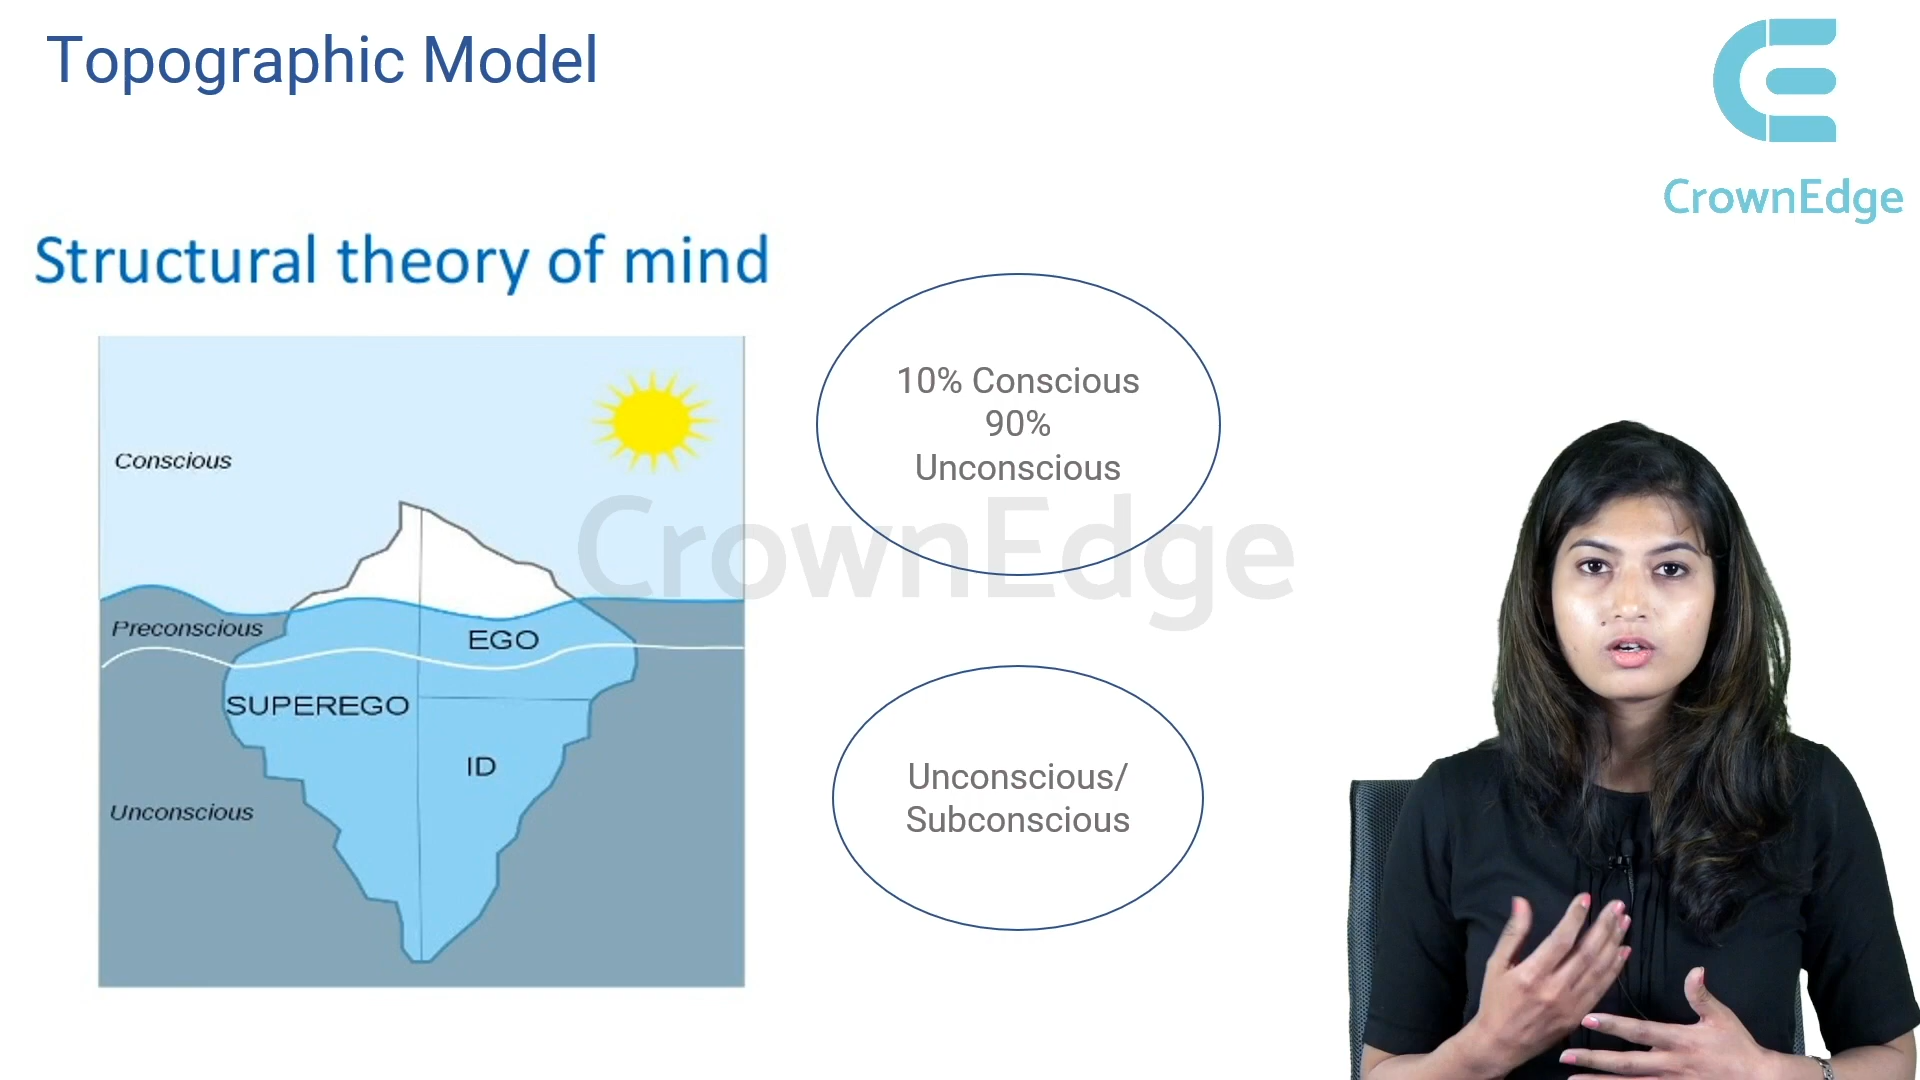 Topographic Model
CrownEdge
Structural theory of mind
10% Conscious
90%
Unconscious
Conscious
CrownEdge
Preconscious
EGO
SUPEREGO
ID
Unconscious
Unconscious/
Subconscious